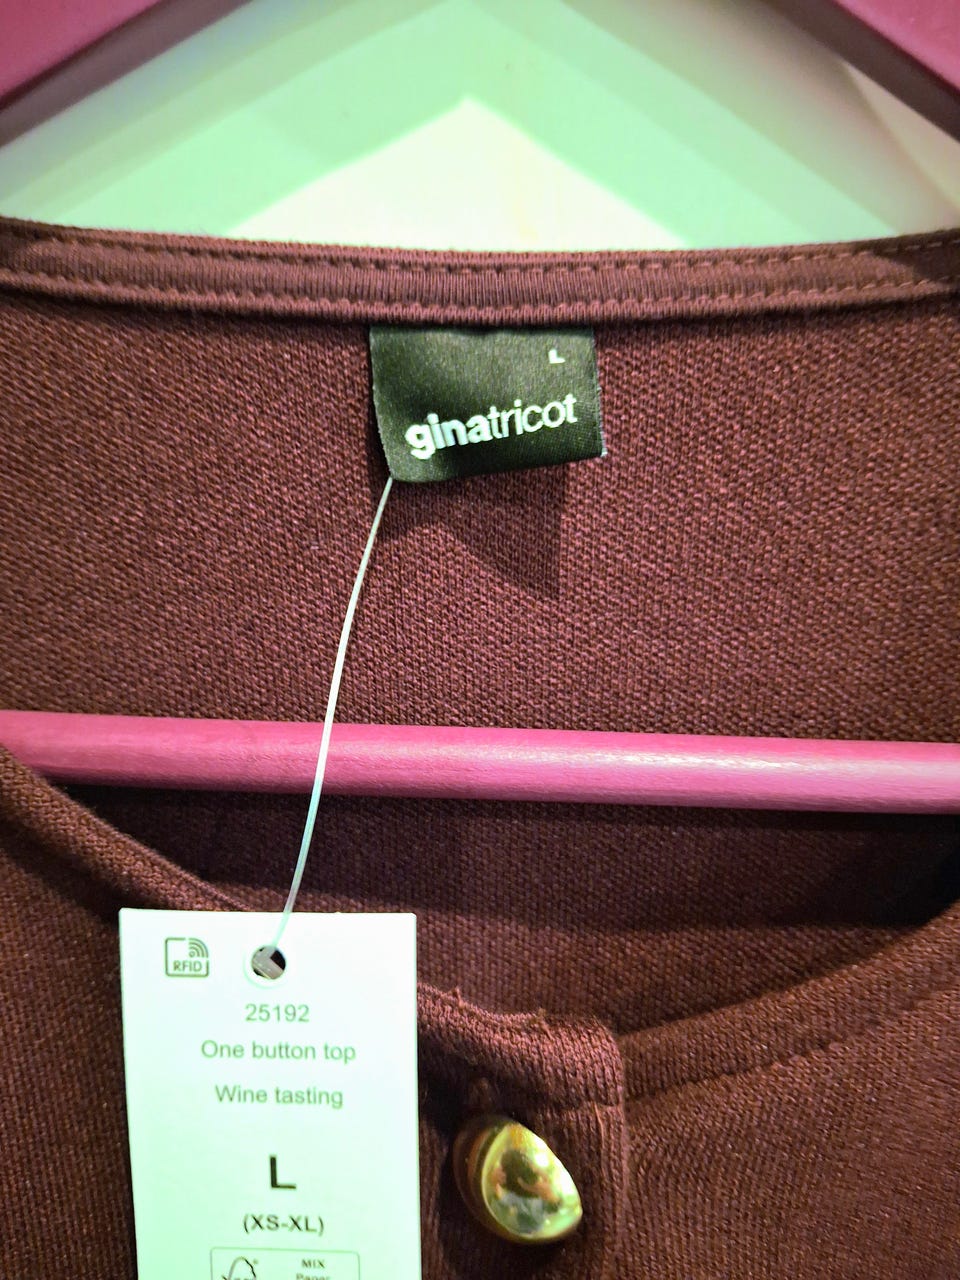 L
ginatricot
RFID
25192
One button top
Wine tasting
L
(XS-XL)
MIX
Paper